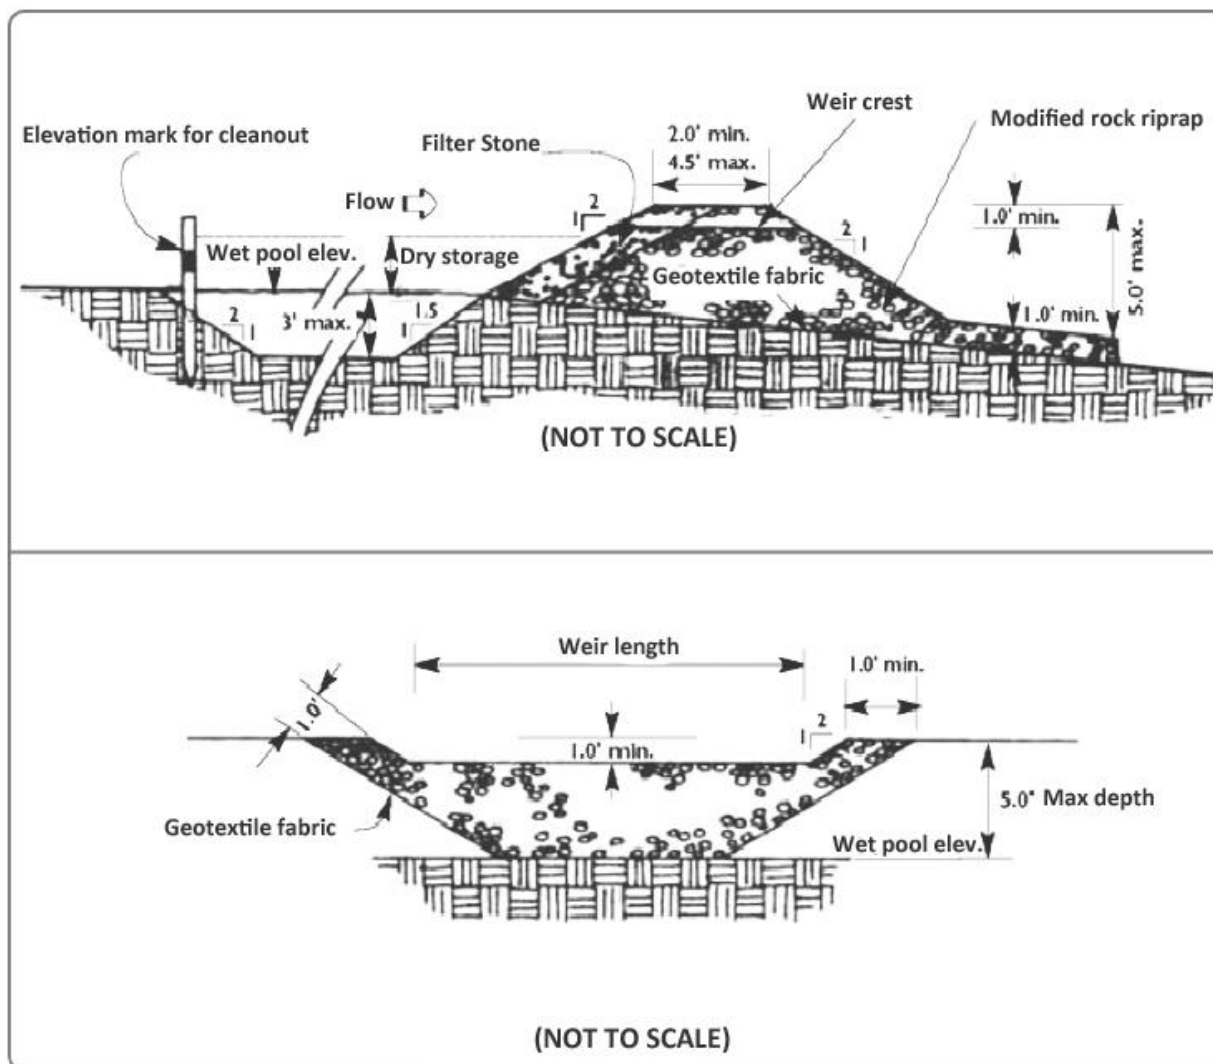 Weir crest
Modified rock riprap
Elevation mark for cleanout
Filter Stone
2.0' min.
4.5' max.
Flow
2
1
Wet pool elev.
Dry storage
2
1
1.0' min.
5.0' max.
Geotextile fabric
2
1
3' max.
1.5
1
1.0' min.
(NOT TO SCALE)
Weir length
1.0' min.
1.0'
2
1
1.0' min.
5.0' Max depth
Geotextile fabric
Wet pool elev.
(NOT TO SCALE)